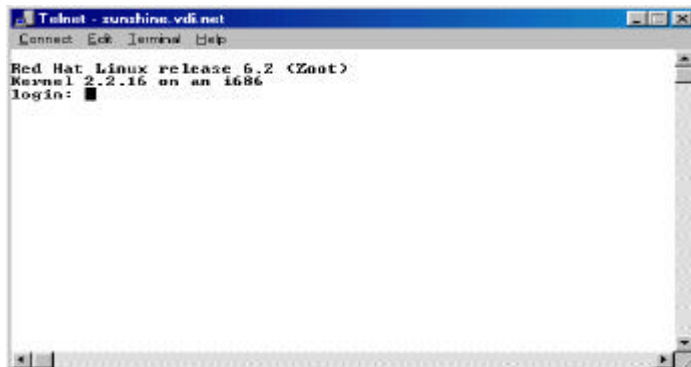 Telnet - sunshine.vdi.net
Connect Edit Terminal Help
Red Hat Linux release 6.2 (Zoot)
Kernel 2.2.16 on an i686
login: